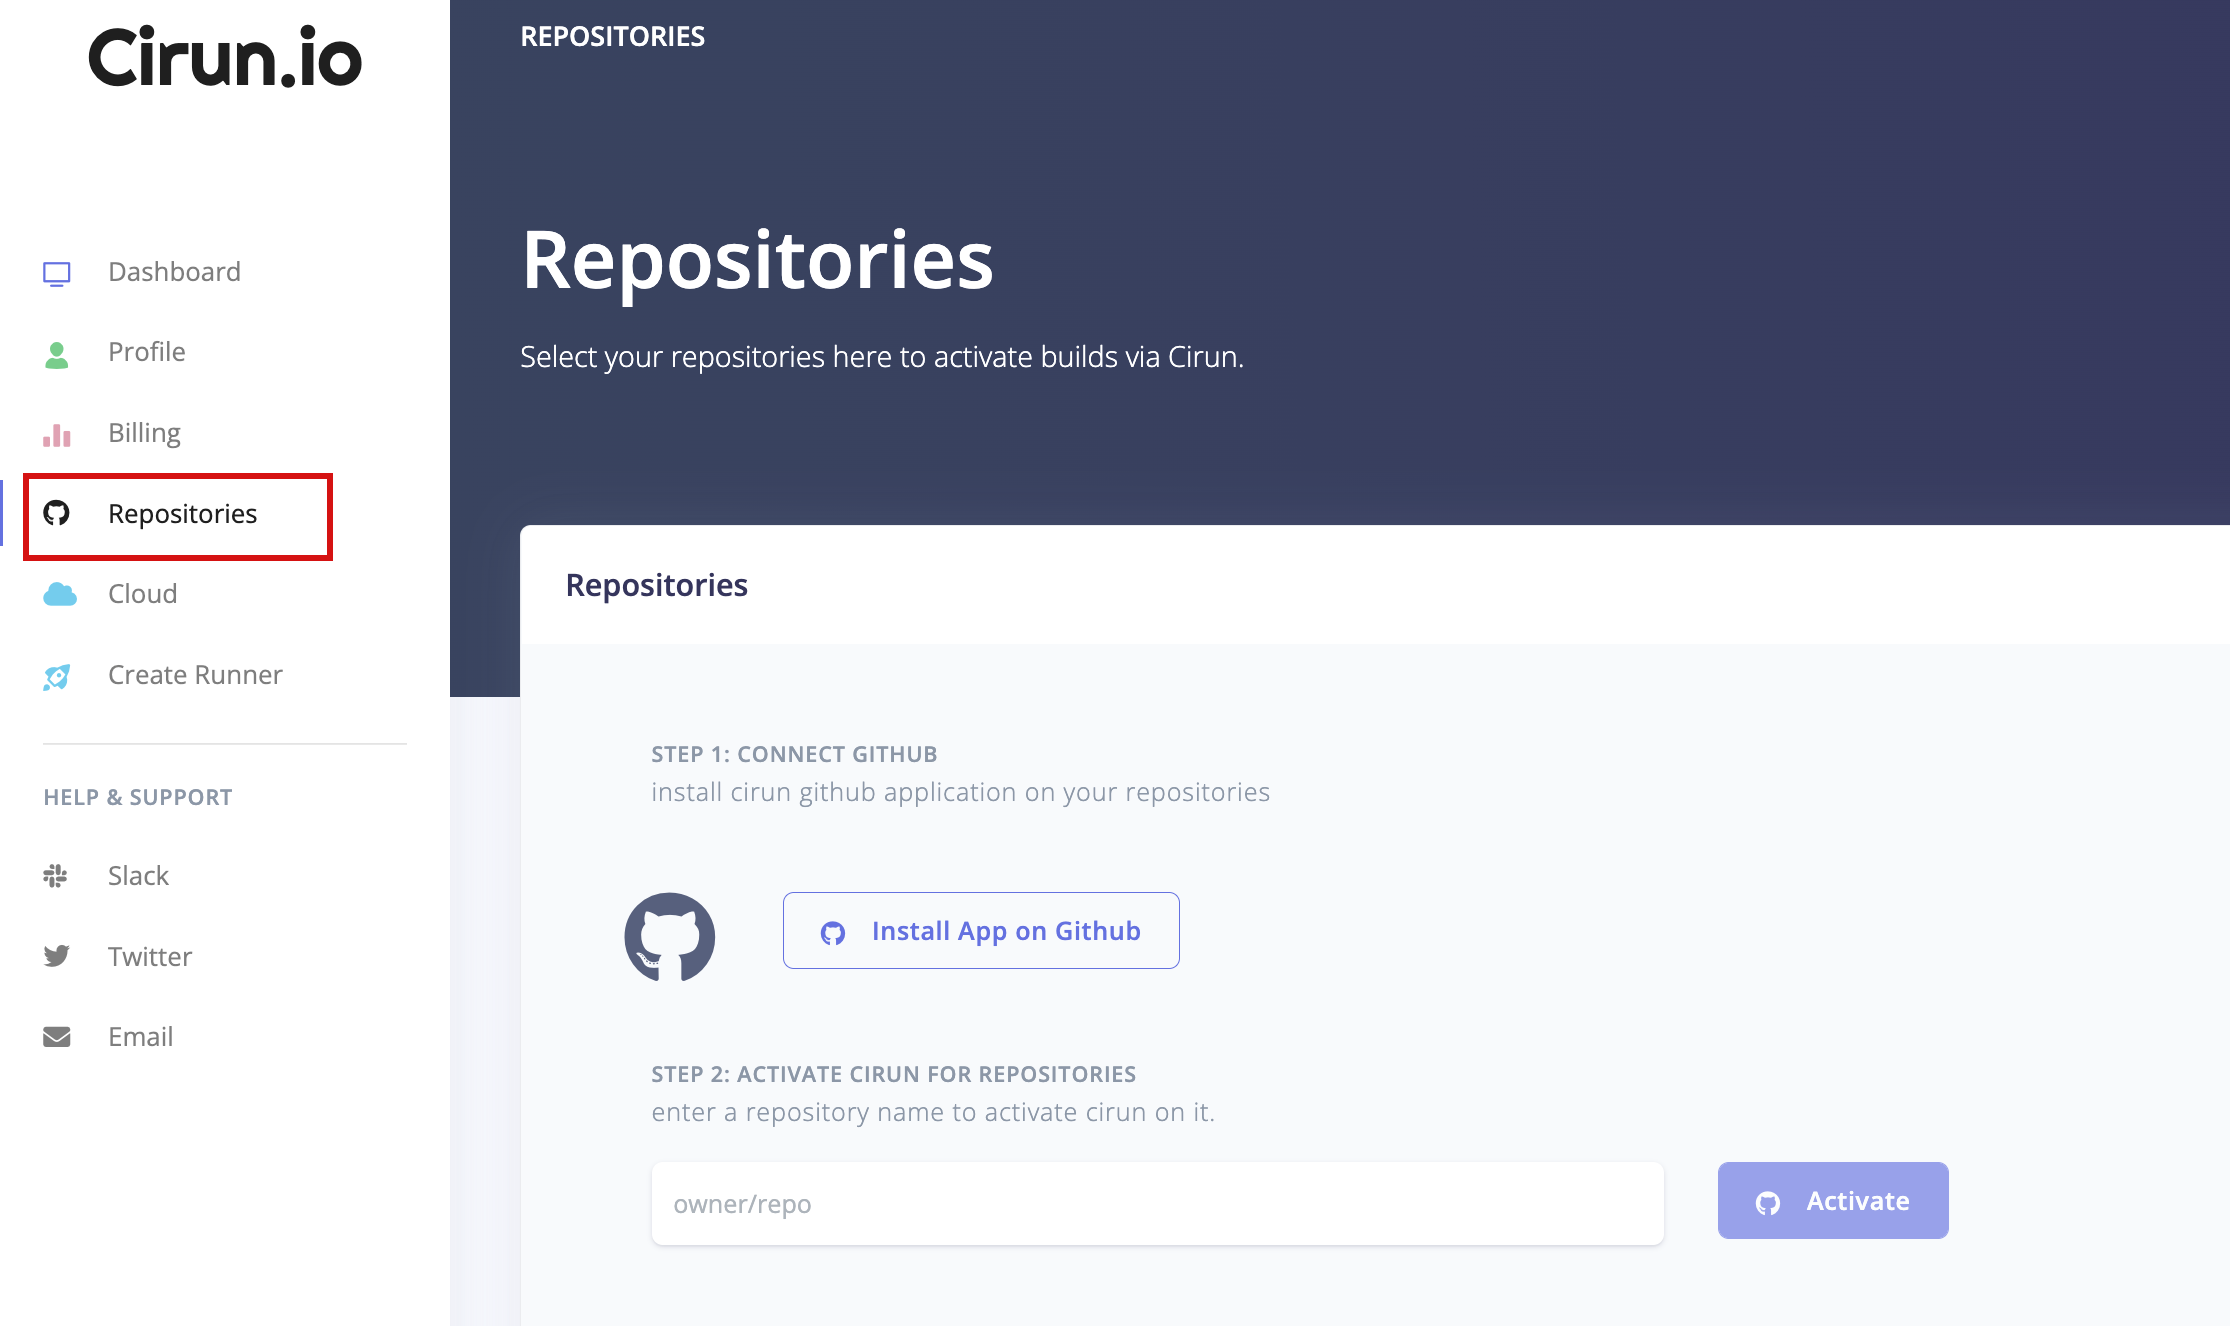 Cirun.io
Dashboard
Profile
Billing
Repositories
Cloud
Create Runner
HELP & SUPPORT
Slack
Twitter
Email
REPOSITORIES
Repositories
Select your repositories here to activate builds via Cirun.
Repositories
STEP 1: CONNECT GITHUB
install cirun github application on your repositories
Install App on Github
STEP 2: ACTIVATE CIRUN FOR REPOSITORIES
enter a repository name to activate cirun on it.
owner/repo
Activate